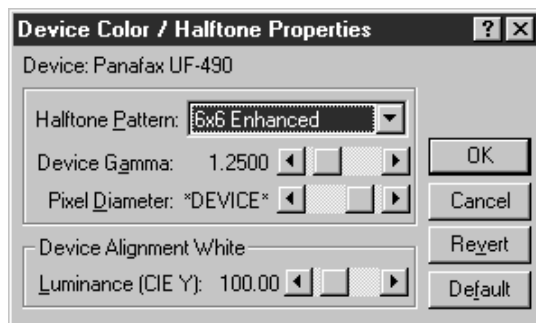 Device Color / Halftone Properties
Device: Panafax UF-490
Halftone Pattern: 6x6 Enhanced
Device Gamma: 1.2500
OK
Pixel Diameter: *DEVICE*
Cancel
Device Alignment White
Revert
Luminance (CIE Y): 100.00
Default